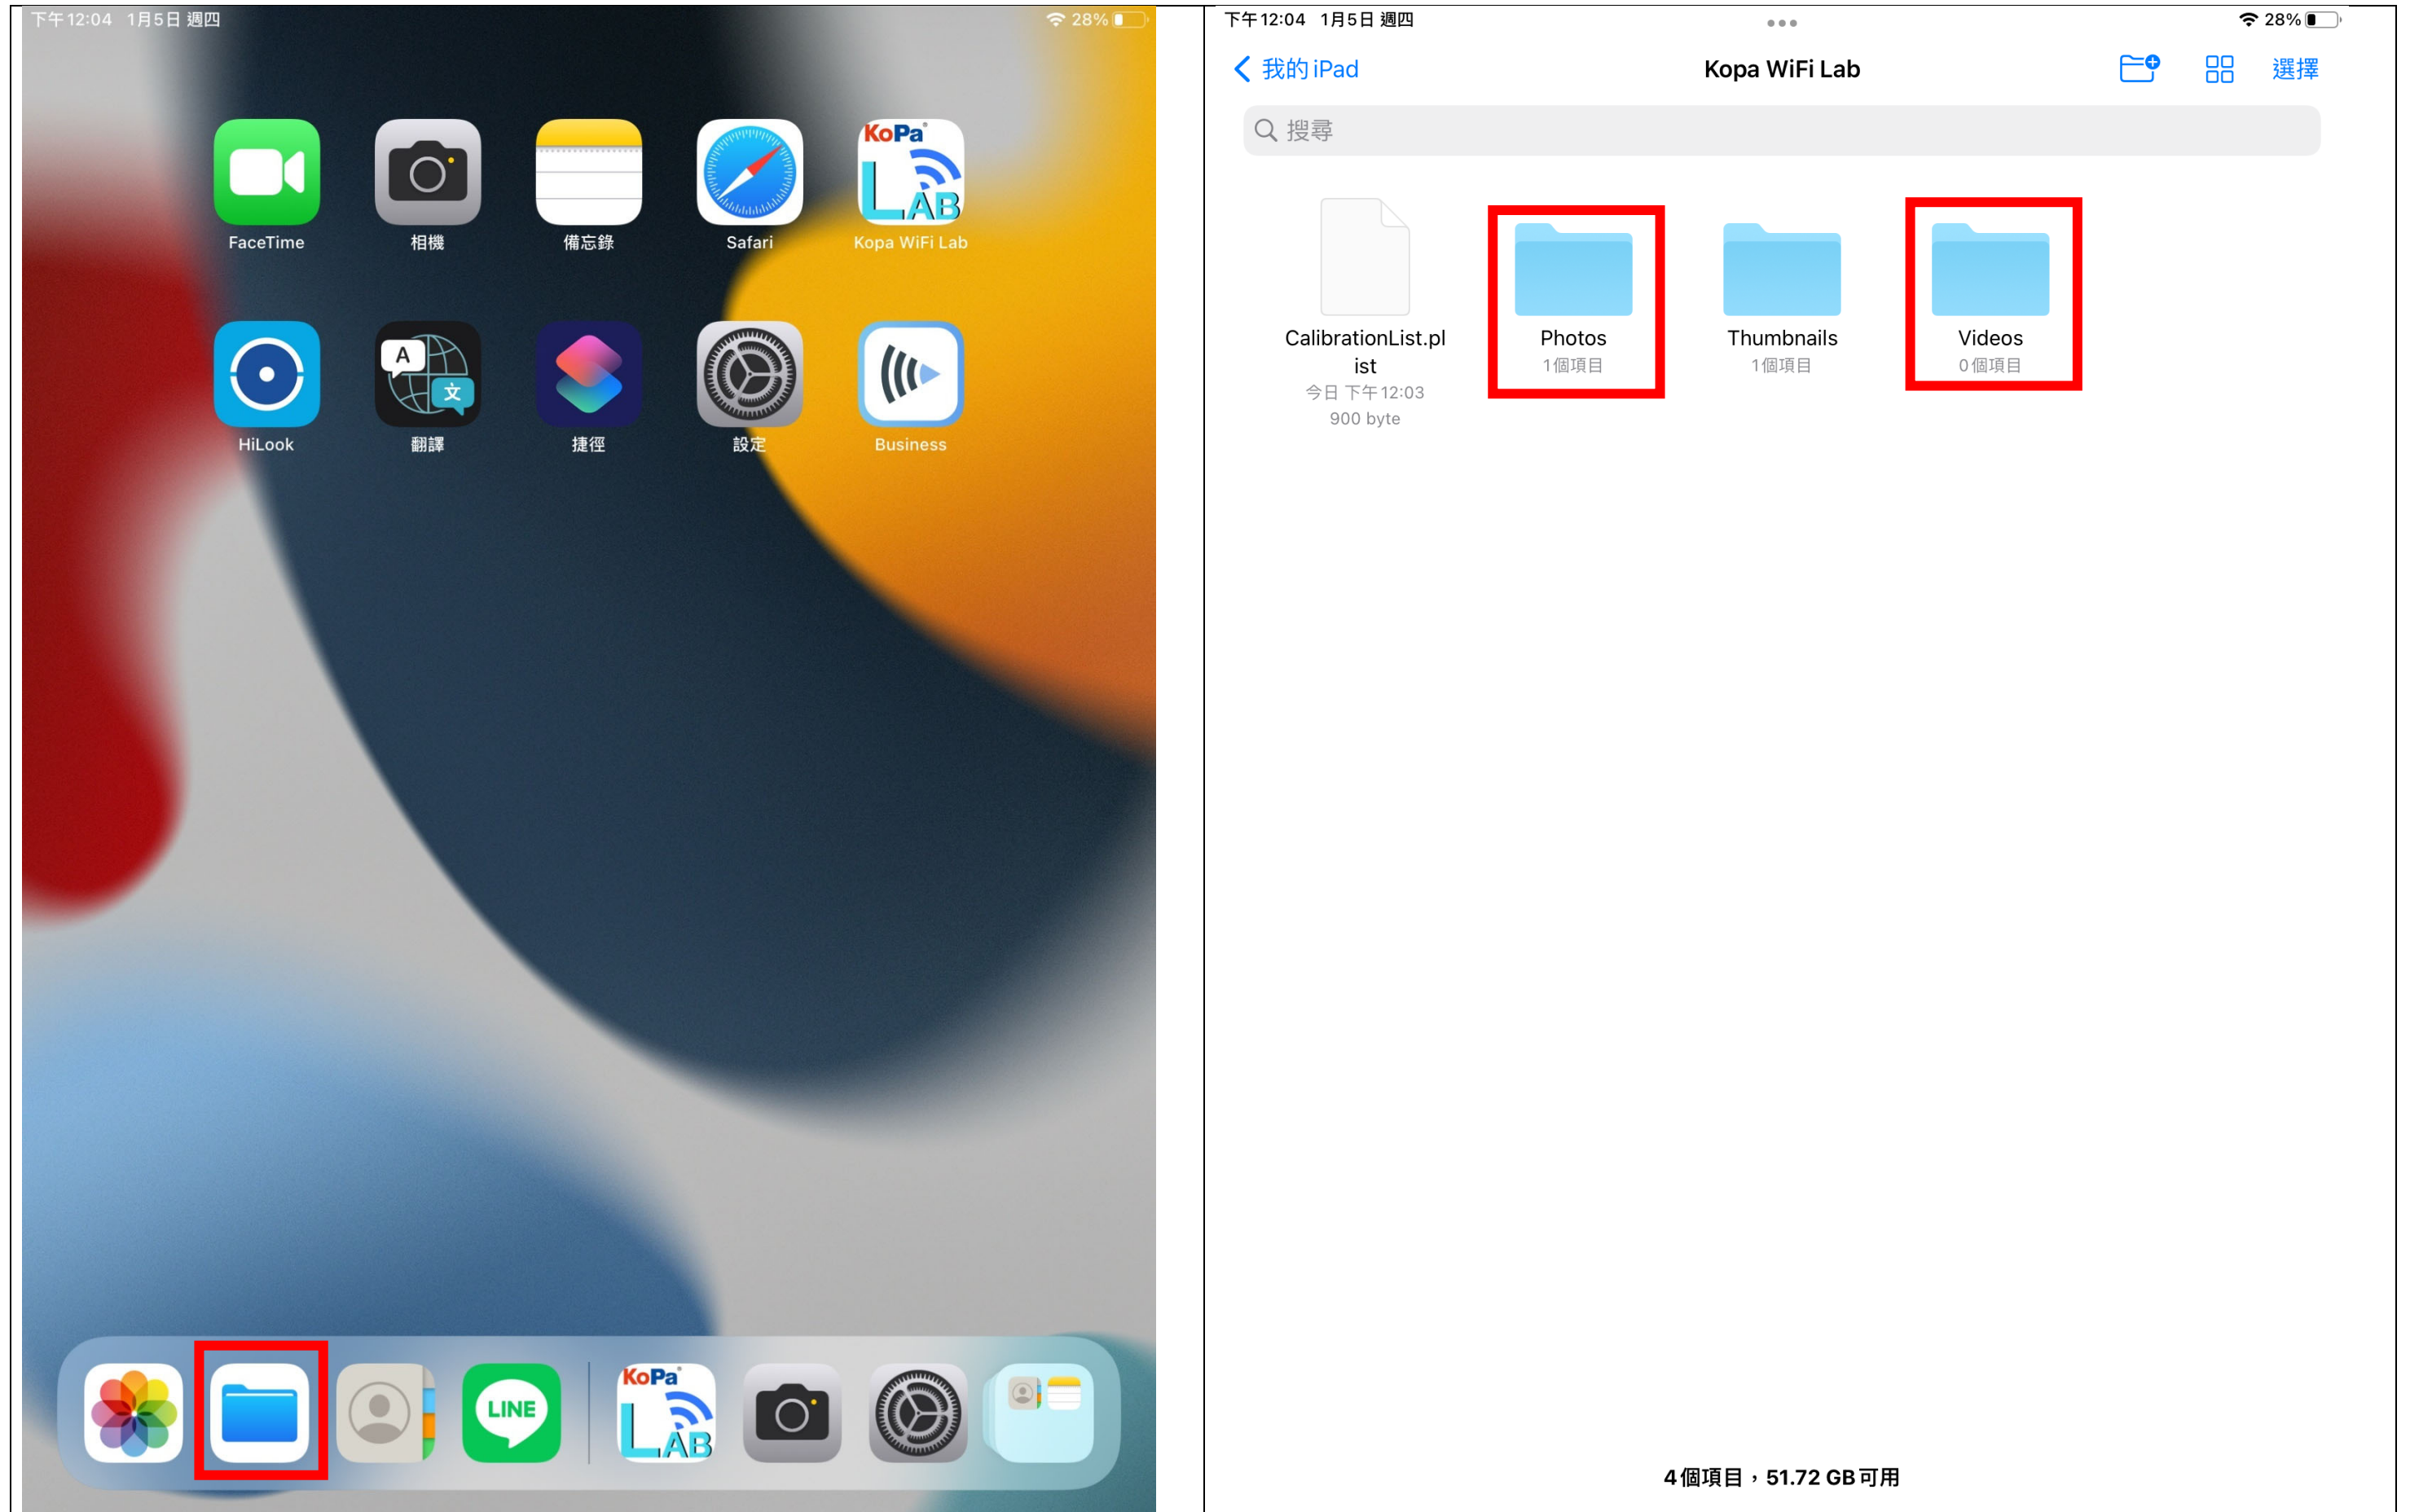 下午12:04 1月5日 週四
28%
KoPa
LAB
FaceTime
相機
備忘錄
Safari
Kopa WiFi Lab
A
文
HiLook
翻譯
捷徑
設定
Business
LINE
KoPa
LAB
下午12:04 1月5日 週四
28%
我的 iPad
Kopa WiFi Lab
選擇
搜尋
CalibrationList.pl
ist
今日 下午12:03
900 byte
Photos
1個項目
Thumbnails
1個項目
Videos
0個項目
4個項目，51.72 GB可用